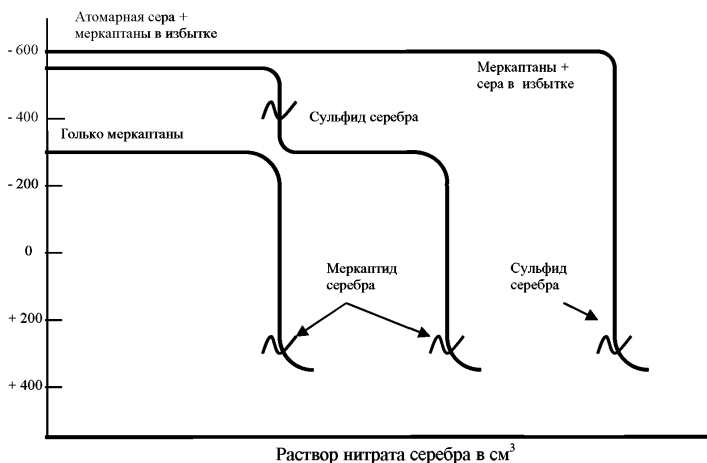 Атомарная сера +
меркаптаны в избытке
- 600
Меркаптаны +
сера в избытке
- 400
Сульфид серебра
Только меркаптаны
- 200
0
Меркаптид
серебра
Сульфид
серебра
+ 200
+ 400
Раствор нитрата серебра в см³